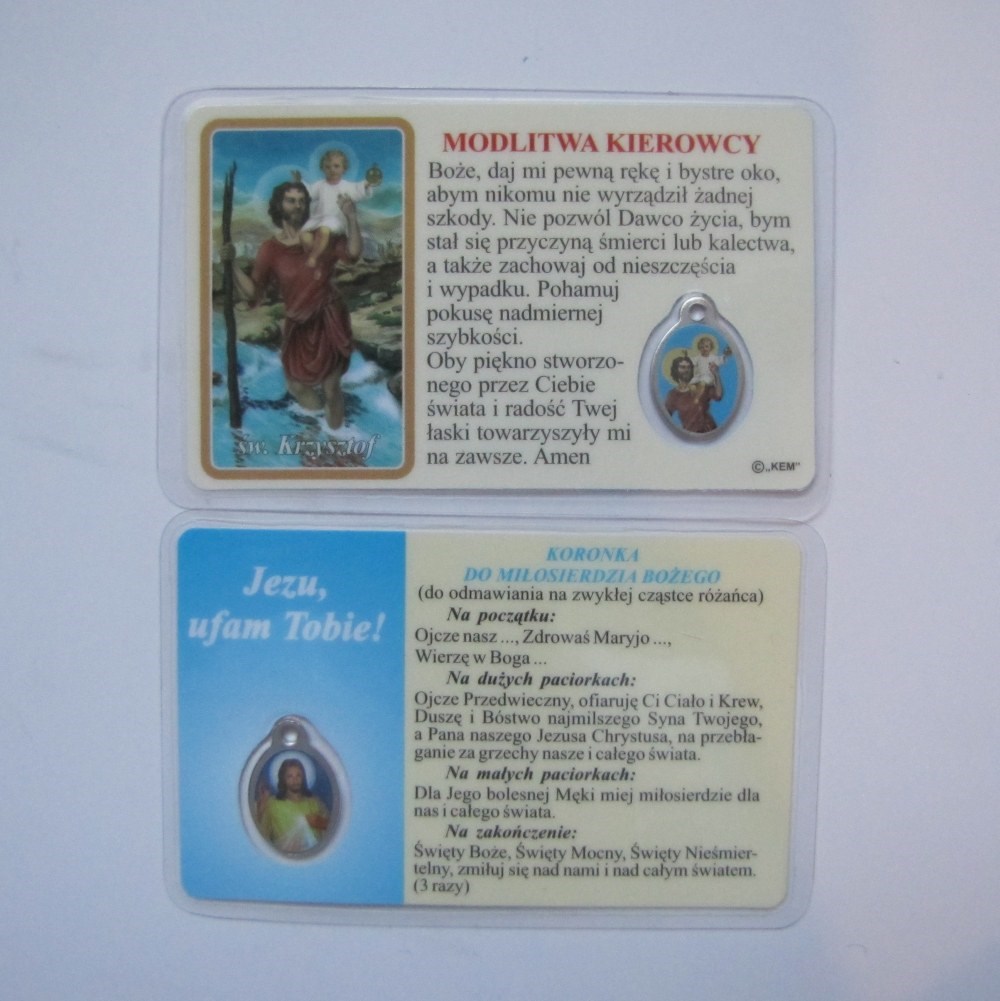 MODLITWA KIEROWCY
Boże, daj mi pewną rękę i bystre oko,
abym nikomu nie wyrządził żadnej
szkody. Nie pozwól Dawco życia, bym
stał się przyczyną śmierci lub kalectwa,
a także zachowaj od nieszczęścia
i wypadku. Pohamuj
pokusę nadmiernej
szybkości.
Oby piękno stworzo-
nego przez Ciebie
świata i radość Twej
łaski towarzyszyły mi
na zawsze. Amen
św. Krzysztof
©„KEM”
Jezu,
ufam Tobie!
KORONKA
DO MIŁOSIERDZIA BOŻEGO
(do odmawiania na zwykłej cząstce różańca)
Na początku:
Ojcze nasz ..., Zdrowaś Maryjo ...,
Wierzę w Boga ...
Na dużych paciorkach:
Ojcze Przedwieczny, ofiaruję Ci Ciało i Krew,
Duszę i Bóstwo najmilszego Syna Twojego,
a Pana naszego Jezusa Chrystusa, na przebła-
ganie za grzechy nasze i całego świata.
Na małych paciorkach:
Dla Jego bolesnej Męki miej miłosierdzie dla
nas i całego świata.
Na zakończenie:
Święty Boże, Święty Mocny, Święty Nieśmier-
telny, zmiłuj się nad nami i nad całym światem.
(3 razy)